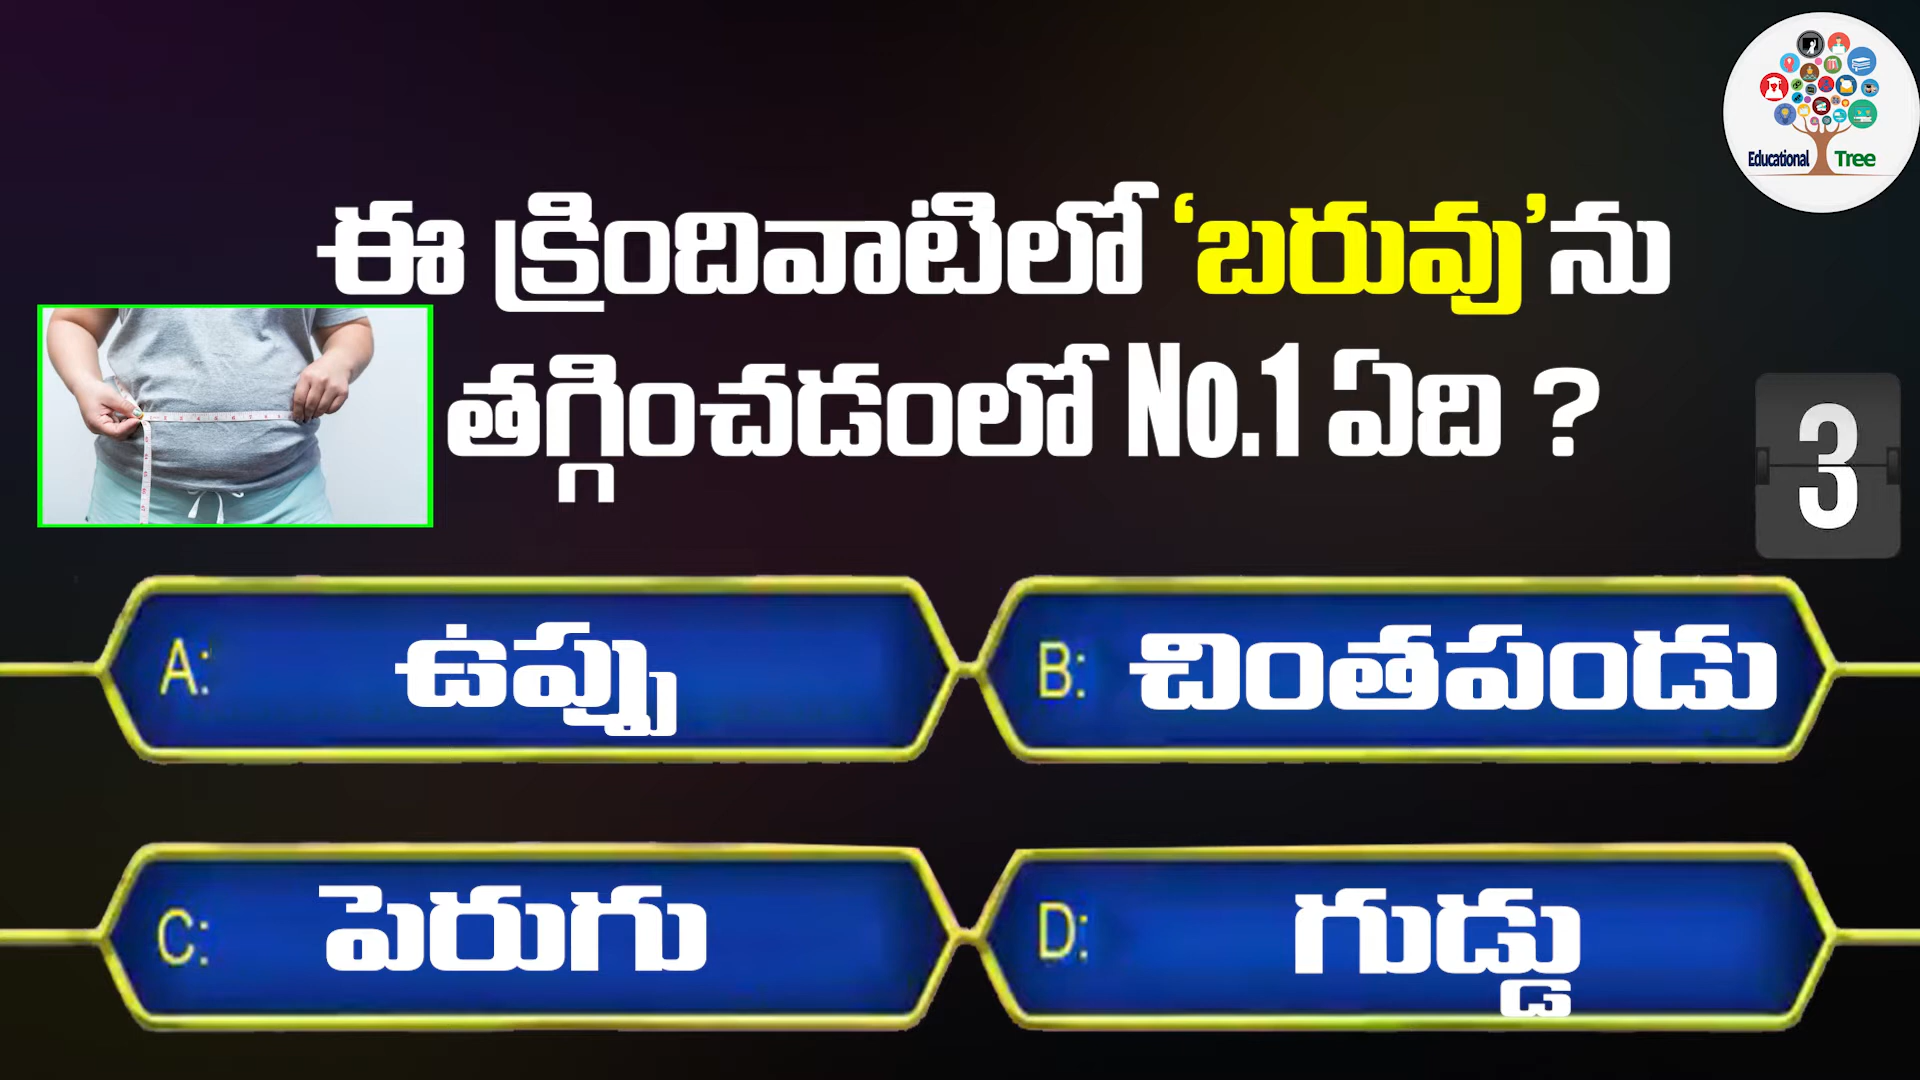 Educational Tree
ఈ క్రిందివాటిలో ‘బరువు’ను
తగ్గించడంలో No.1 ఏది ?
3
A: ఉప్పు
B: చింతపండు
C: పెరుగు
D: గుడ్డు